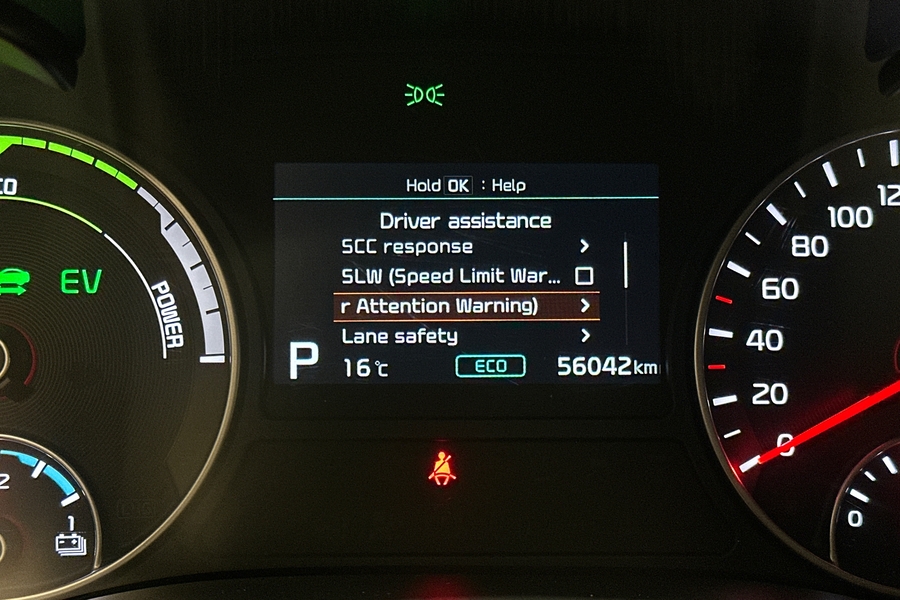 Hold OK : Help
Driver assistance
SCC response
SLW (Speed Limit War...
r Attention Warning)
Lane safety
P
16°C
ECO
56042km
CO
EV
POWER
2
1
12
100
80
60
40
20
0
0